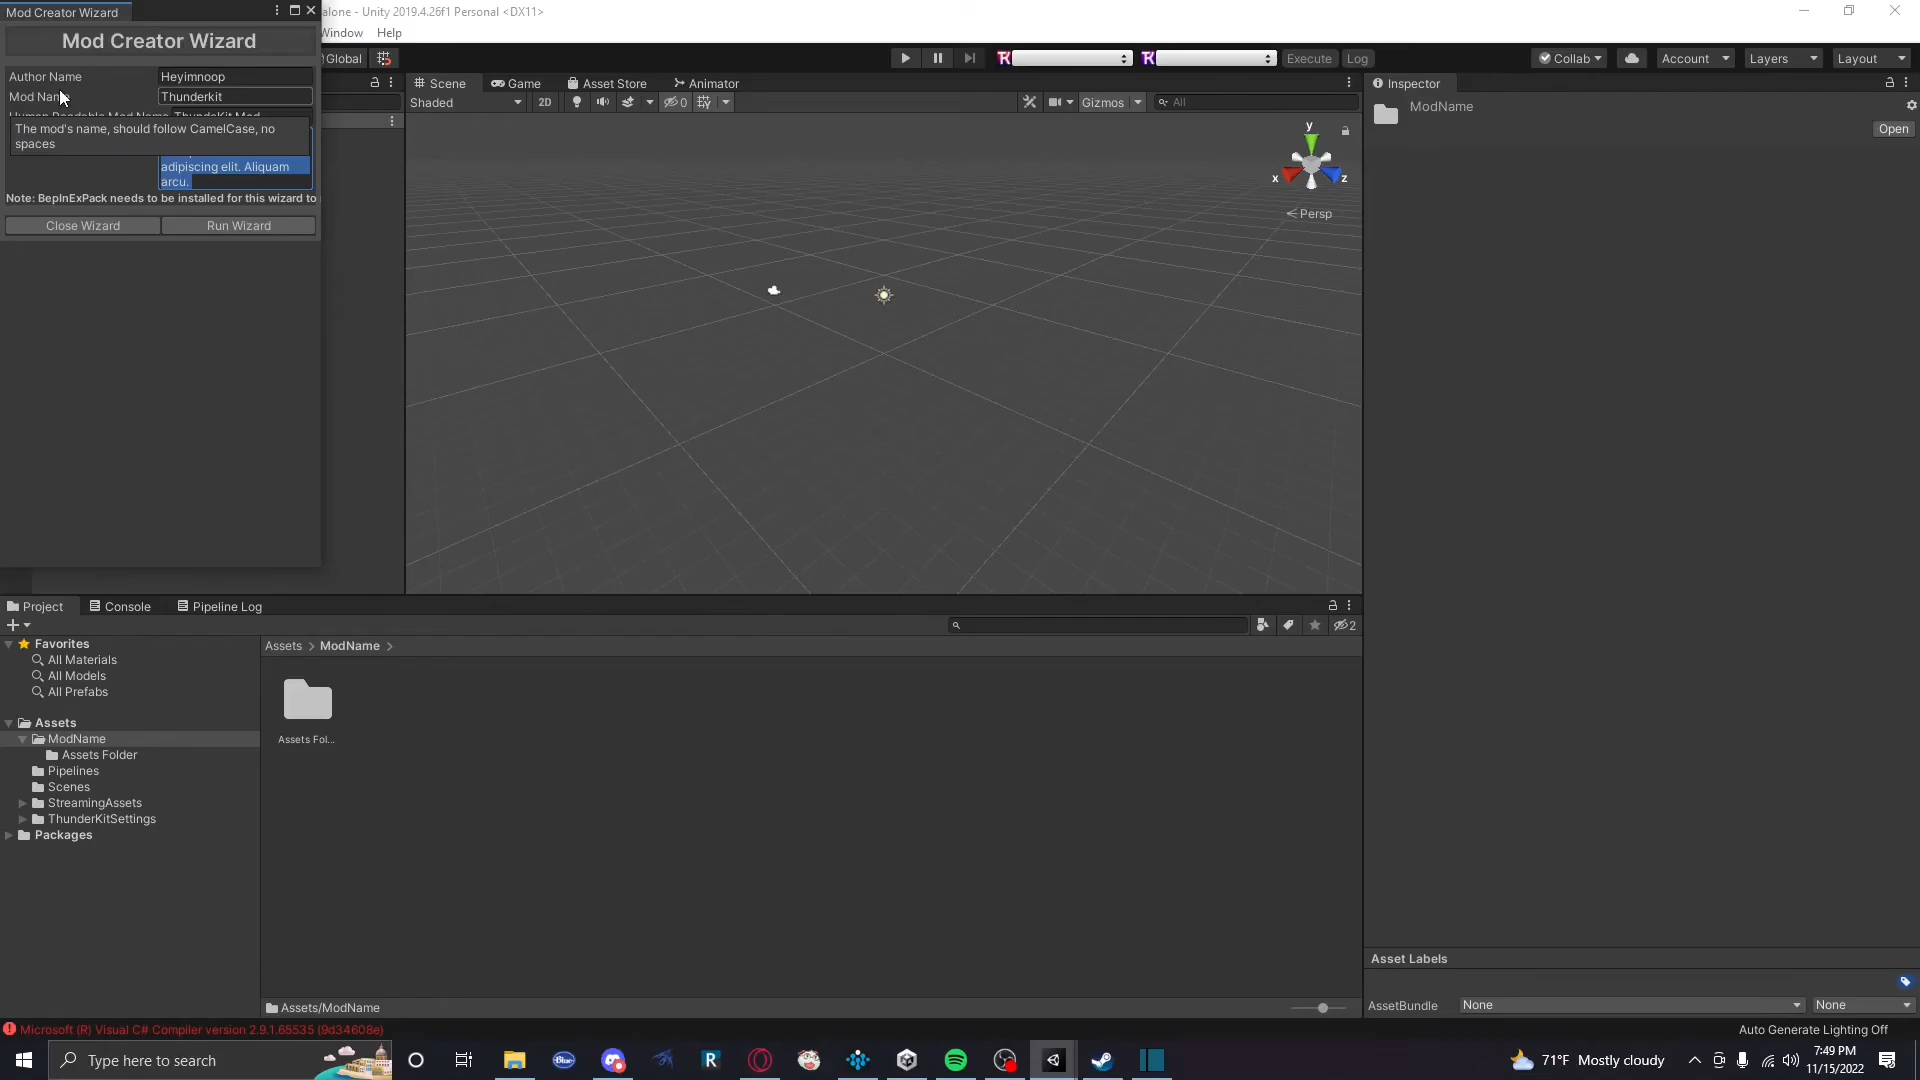 Mod Creator Wizard
alone - Unity 2019.4.26f1 Personal <DX11>
Mod Creator Wizard
Window Help
Global
Execute Log
Collab Account Layers Layout
Author Name Heyimnoop
Mod Name Thunderkit
The mod's name, should follow CamelCase, no
spaces
adipiscing elit. Aliquam
arcu.
Note: BepInExPack needs to be installed for this wizard to
Close Wizard Run Wizard
Scene Game Asset Store Animator
Shaded 2D 0 Gizmos All
y
x z
Persp
Inspector
ModName
Open
Project Console Pipeline Log
2
Favorites
All Materials
All Models
All Prefabs
Assets
ModName
Assets Folder
Pipelines
Scenes
StreamingAssets
ThunderKitSettings
Packages
Assets > ModName >
Assets Fol...
Assets/ModName
Asset Labels
AssetBundle None None
Microsoft (R) Visual C# Compiler version 2.9.1.65535 (9d34608e)
Auto Generate Lighting Off
Type here to search
Blue
R
71°F Mostly cloudy
7:49 PM
11/15/2022